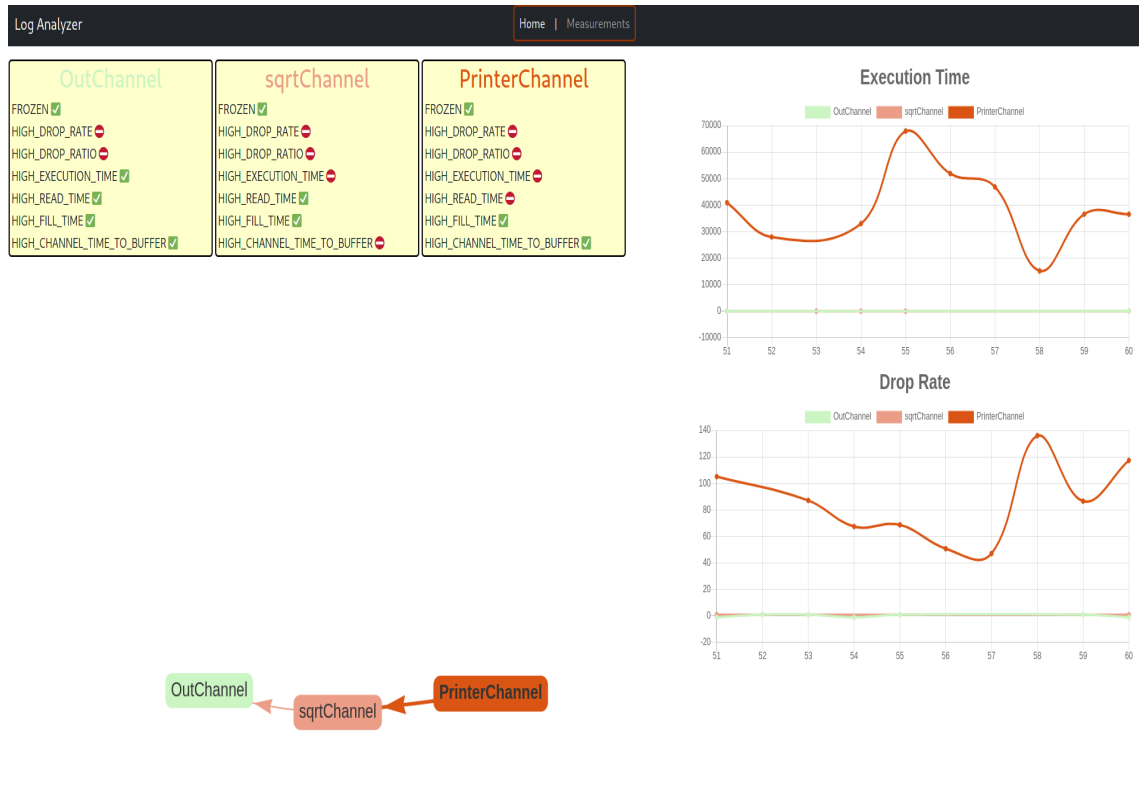 Log Analyzer
Home | Measurements
OutChannel
FROZEN ✅
HIGH_DROP_RATE ⛔
HIGH_DROP_RATIO ⛔
HIGH_EXECUTION_TIME ✅
HIGH_READ_TIME ✅
HIGH_FILL_TIME ✅
HIGH_CHANNEL_TIME_TO_BUFFER ✅
sqrtChannel
FROZEN ✅
HIGH_DROP_RATE ⛔
HIGH_DROP_RATIO ⛔
HIGH_EXECUTION_TIME ⛔
HIGH_READ_TIME ✅
HIGH_FILL_TIME ✅
HIGH_CHANNEL_TIME_TO_BUFFER ⛔
PrinterChannel
FROZEN ✅
HIGH_DROP_RATE ⛔
HIGH_DROP_RATIO ⛔
HIGH_EXECUTION_TIME ⛔
HIGH_READ_TIME ⛔
HIGH_FILL_TIME ✅
HIGH_CHANNEL_TIME_TO_BUFFER ✅
Execution Time
OutChannel sqrtChannel PrinterChannel
70000
60000
50000
40000
30000
20000
10000
0
-10000
51 52 53 54 55 56 57 58 59 60
Drop Rate
OutChannel sqrtChannel PrinterChannel
140
120
100
80
60
40
20
0
-20
51 52 53 54 55 56 57 58 59 60
OutChannel
sqrtChannel
PrinterChannel